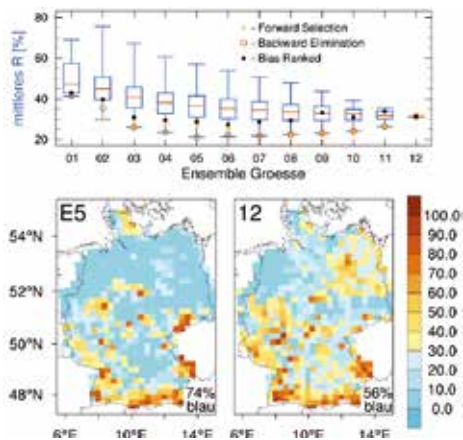 80
60
40
20
mittleres R [%]
Forward Selection
Backward Elimination
Bias Ranked
01 02 03 04 05 06 07 08 09 10 11 12
Ensemble Groesse
E5
12
54°N
52°N
50°N
48°N
74%
blau
56%
blau
6°E 10°E 14°E
6°E 10°E 14°E
100.0
90.0
80.0
70.0
60.0
50.0
40.0
30.0
20.0
10.0
0.0